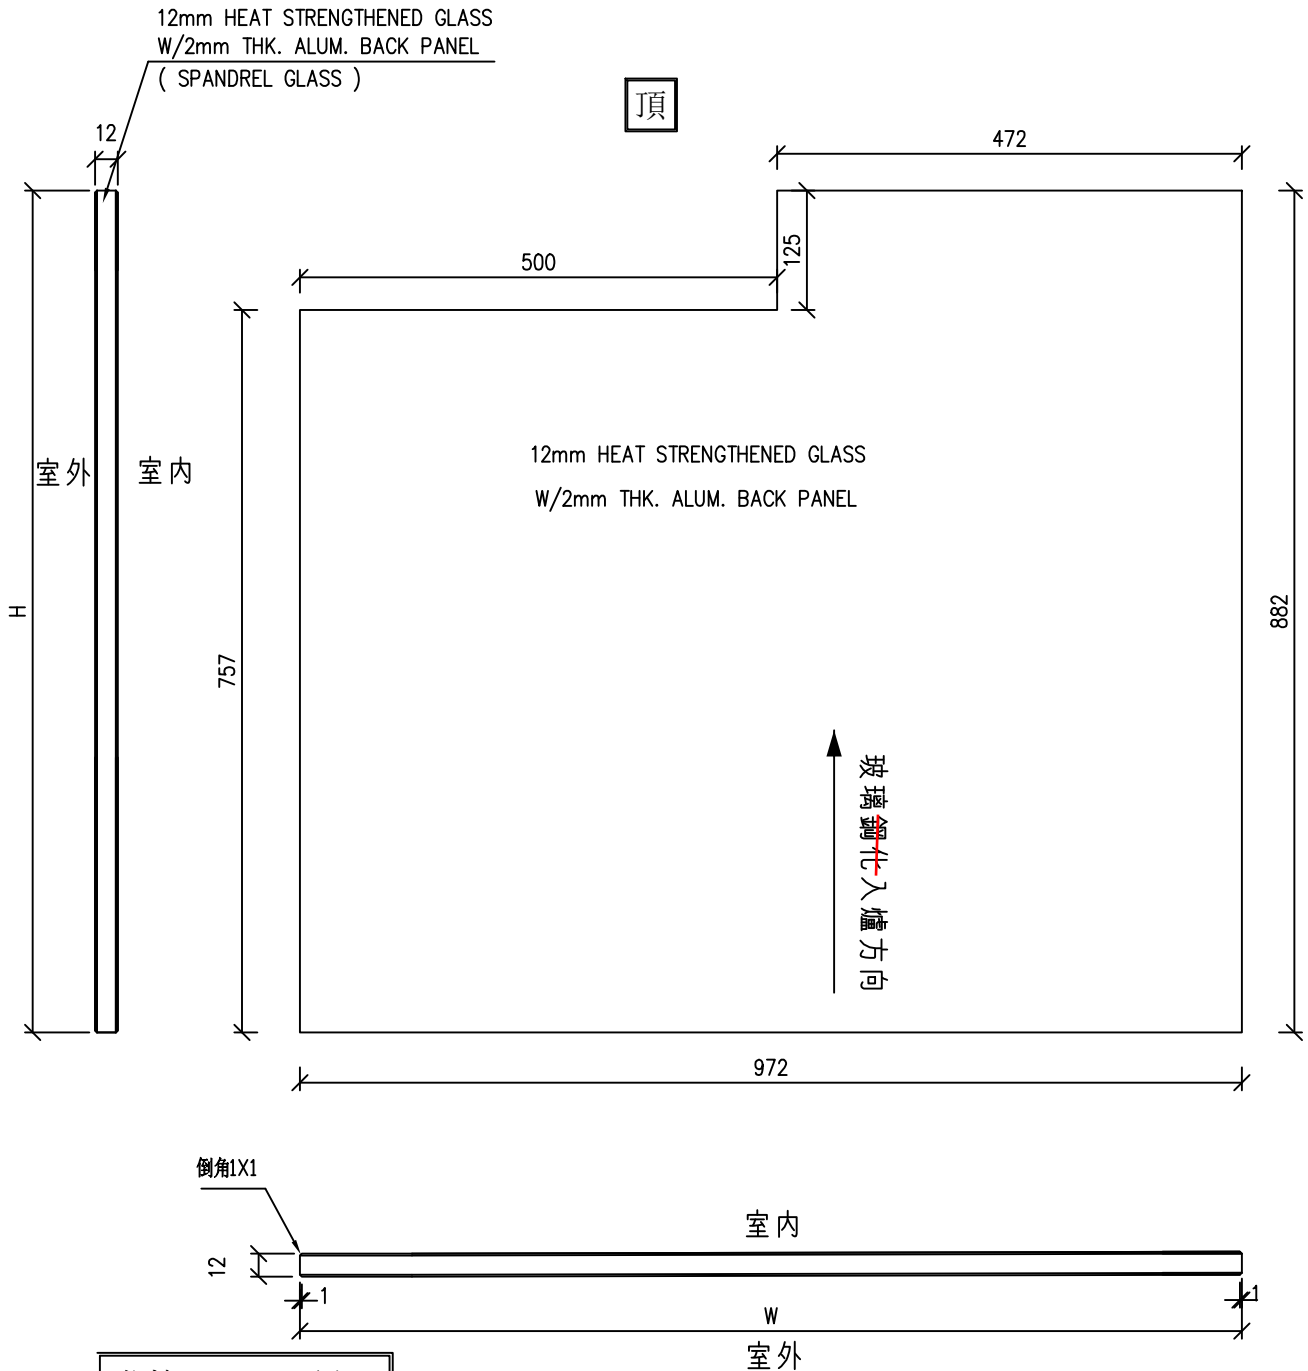 12mm HEAT STRENGTHENED GLASS
W/2mm THK. ALUM. BACK PANEL
( SPANDREL GLASS )
頂
12
472
125
500
12mm HEAT STRENGTHENED GLASS
W/2mm THK. ALUM. BACK PANEL
室外
室內
H
757
882
玻璃鋼化入爐方向
972
倒角1X1
室內
12
1
1
W
室外